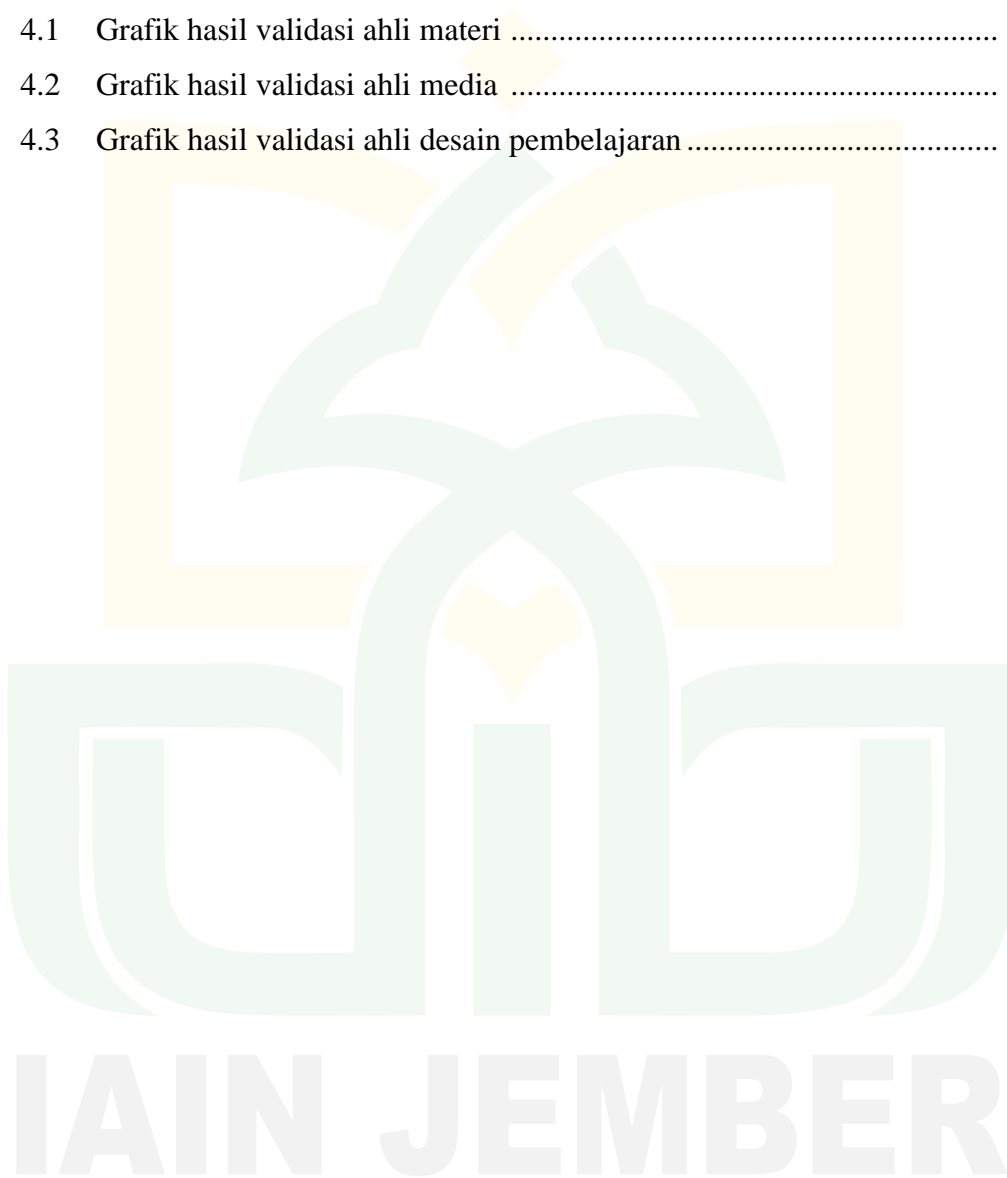 4.1 Grafik hasil validasi ahli materi .............................................................
4.2 Grafik hasil validasi ahli media .............................................................
4.3 Grafik hasil validasi ahli desain pembelajaran .......................................
IAIN JEMBER